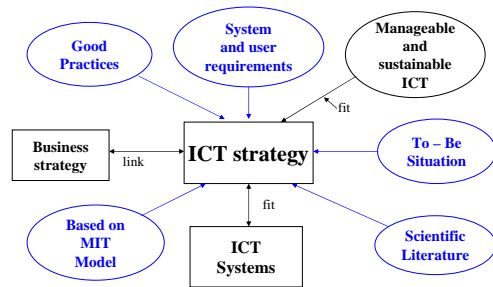 Good
Practices
System
and user
requirements
Manageable
and
sustainable
ICT
fit
Business
strategy
link
ICT strategy
To – Be
Situation
fit
Based on
MIT
Model
ICT
Systems
Scientific
Literature